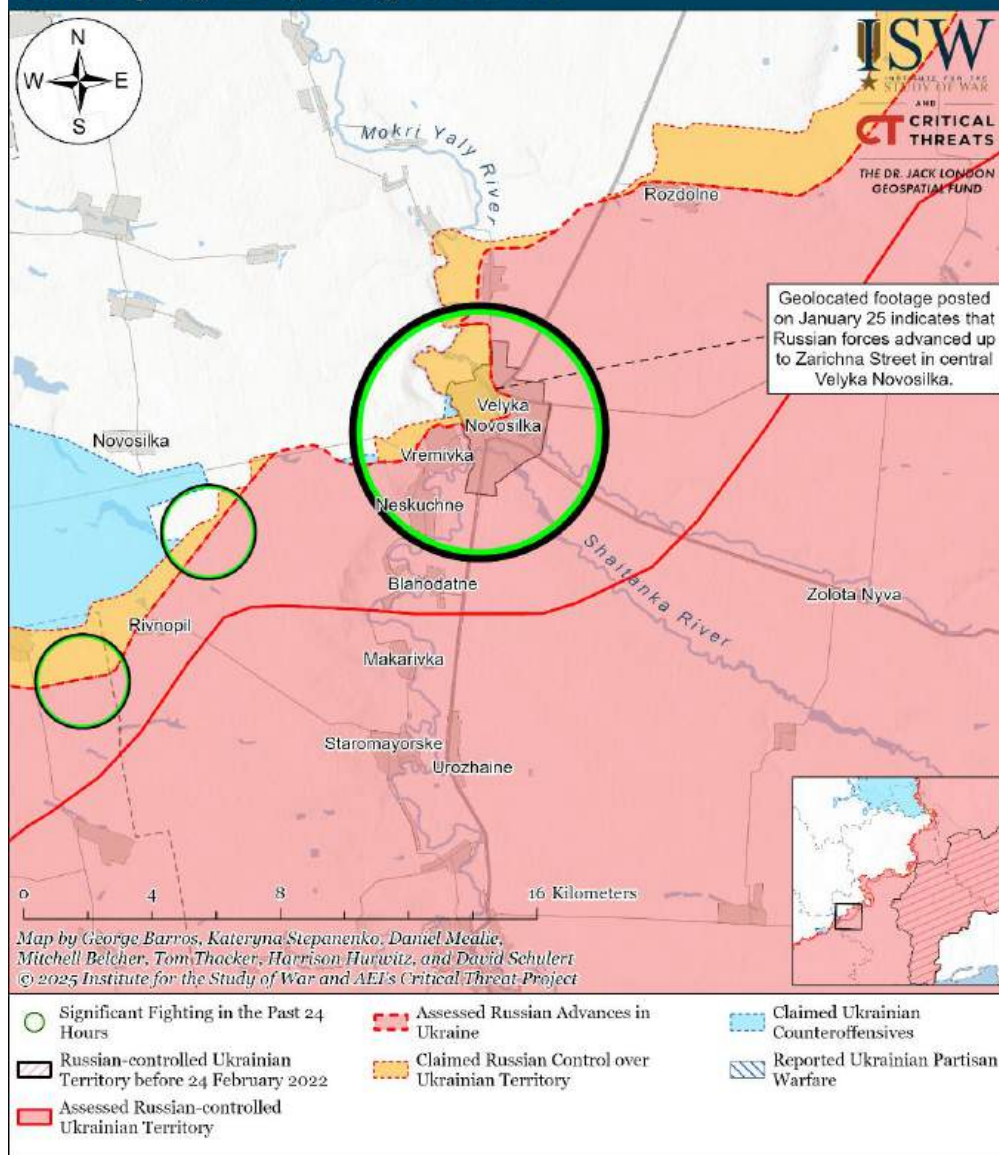 N
W
E
S
ISW
INSTITUTE FOR THE
STUDY OF WAR
AND
CT CRITICAL
THREATS
THE DR. JACK LONDON
GEOSPATIAL FUND
Mokri Yaly River
Rozdolne
Geolocated footage posted
on January 25 indicates that
Russian forces advanced up
to Zarichna Street in central
Velyka Novosilka.
Velyka
Novosilka
Novosilka
Vremivka
Neskuchne
Shaitanka River
Blahodatne
Zolota Nyva
Rivnopil
Makarivka
Staromayorske
Urozhaine
0 4 8 16 Kilometers
Map by George Barros, Kateryna Stepanenko, Daniel Mealie,
Mitchell Belcher, Tom Thacker, Harrison Hurwitz, and David Schulert
© 2025 Institute for the Study of War and AEI's Critical Threat Project
Significant Fighting in the Past 24
Hours
Russian-controlled Ukrainian
Territory before 24 February 2022
Assessed Russian-controlled
Ukrainian Territory
Assessed Russian Advances in
Ukraine
Claimed Russian Control over
Ukrainian Territory
Claimed Ukrainian
Counteroffensives
Reported Ukrainian Partisan
Warfare